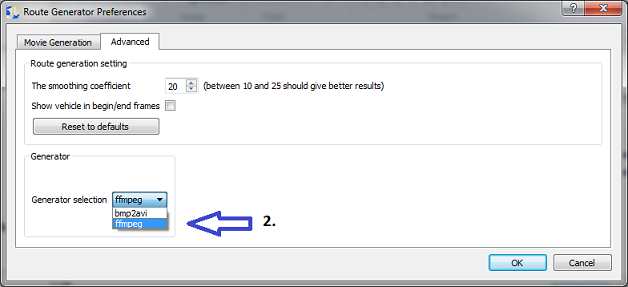 Route Generator Preferences
Movie Generation
Advanced
Route generation setting
The smoothing coefficient 20 (between 10 and 25 should give better results)
Show vehicle in begin/end frames
Reset to defaults
Generator
Generator selection ffmpeg
bmp2avi
ffmpeg
2.
OK Cancel